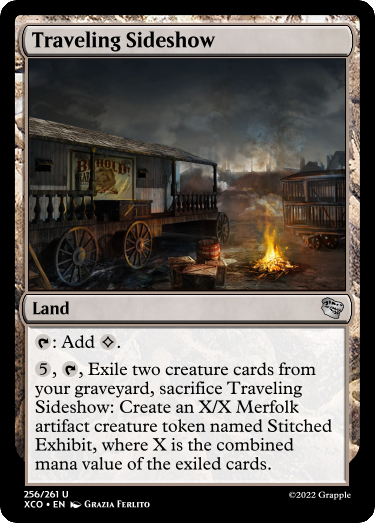 Traveling Sideshow
BEHOLD!
Land
: Add .
5, , Exile two creature cards from
your graveyard, sacrifice Traveling
Sideshow: Create an X/X Merfolk
artifact creature token named Stitched
Exhibit, where X is the combined
mana value of the exiled cards.
256/261 U
XCO • EN GRAZIA FERLITO
©2022 Grapple